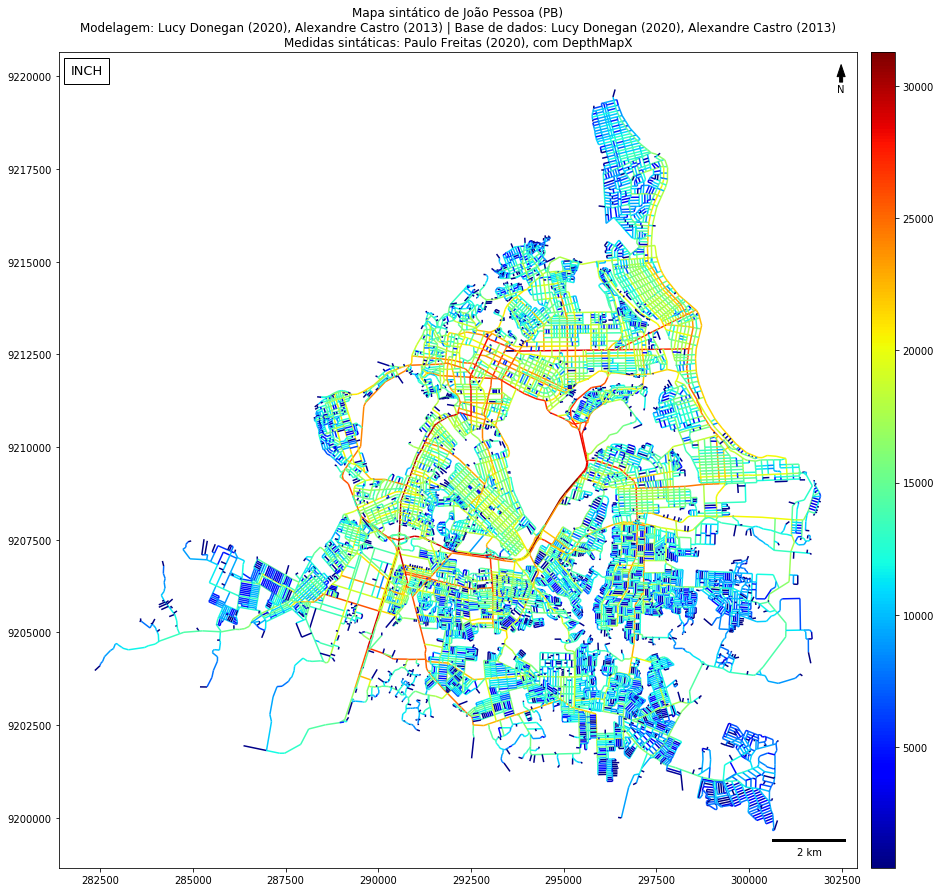 Mapa sintático de João Pessoa (PB)
Modelagem: Lucy Donegan (2020), Alexandre Castro (2013) | Base de dados: Lucy Donegan (2020), Alexandre Castro (2013)
Medidas sintáticas: Paulo Freitas (2020), com DepthMapX
INCH
N
9220000
9217500
9215000
9212500
9210000
9207500
9205000
9202500
9200000
30000
25000
20000
15000
10000
5000
2 km
282500 285000 287500 290000 292500 295000 297500 300000 302500